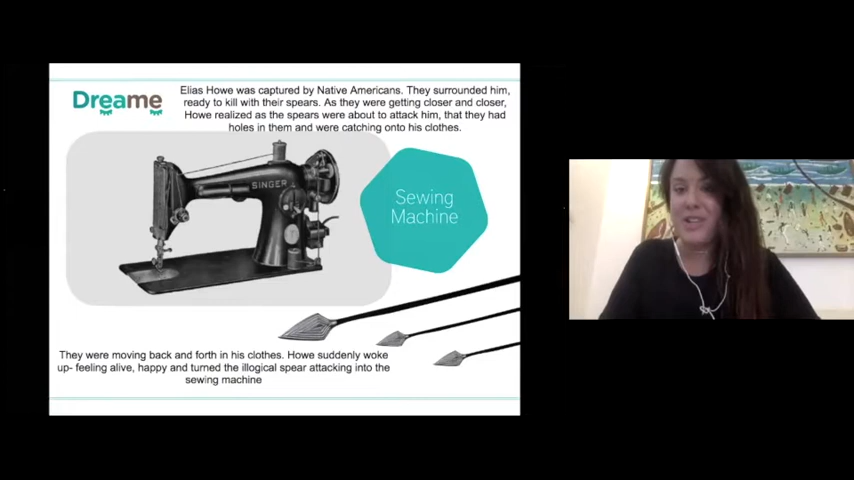 Dreame
Elias Howe was captured by Native Americans. They surrounded him,
ready to kill with their spears. As they were getting closer and closer,
Howe realized as the spears were about to attack him, that they had
holes in them and were catching onto his clothes.
SINGER
Sewing
Machine
They were moving back and forth in his clothes. Howe suddenly woke
up- feeling alive, happy and turned the illogical spear attacking into the
sewing machine